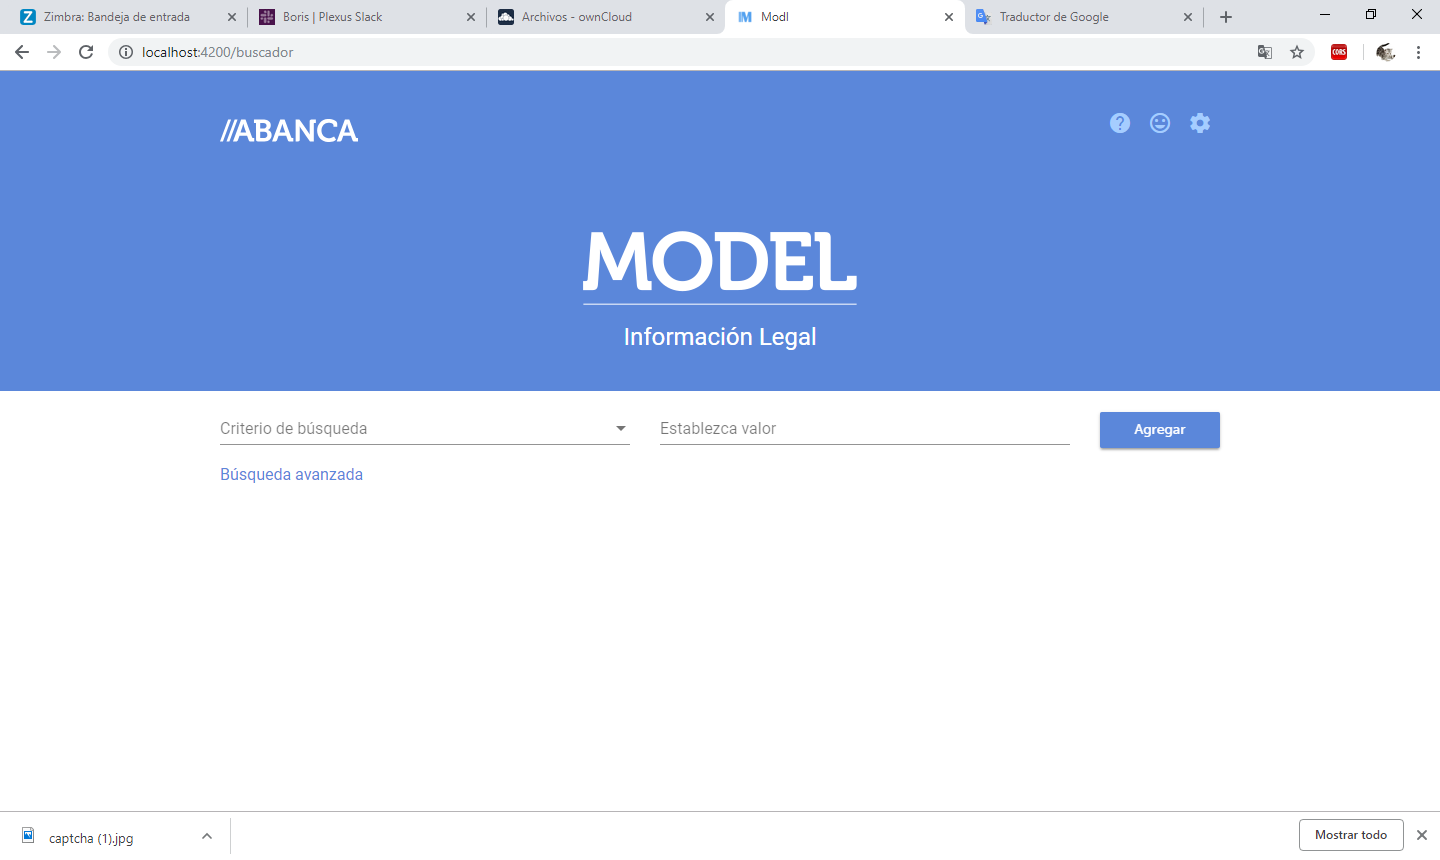 Zimbra: Bandeja de entrada
Boris | Plexus Slack
Archivos - ownCloud
Modl
Traductor de Google
localhost:4200/buscador
CORS
//ABANCA
MODEL
Información Legal
Criterio de búsqueda
Establezca valor
Agregar
Búsqueda avanzada
captcha (1).jpg
Mostrar todo